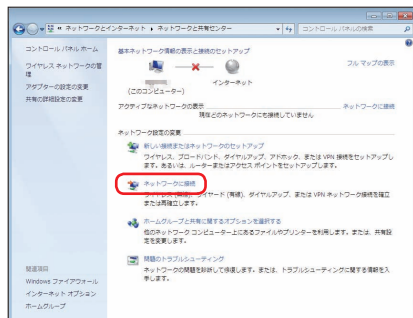 « ネットワークとインターネット ▸ ネットワークと共有センター
コントロール パネルの検索
コントロール パネル ホーム
ワイヤレス ネットワークの管理
アダプターの設定の変更
共有の詳細設定の変更
基本ネットワーク情報の表示と接続のセットアップ
フル マップの表示
(このコンピューター)
インターネット
アクティブなネットワークの表示
ネットワークに接続
現在どのネットワークにも接続していません
ネットワーク設定の変更
新しい接続またはネットワークのセットアップ
ワイヤレス、ブロードバンド、ダイヤルアップ、アドホック、または VPN 接続をセットアップし
ます。あるいは、ルーターまたはアクセス ポイントをセットアップします。
ネットワークに接続
ワイヤレス (無線)、ワイヤード (有線)、ダイヤルアップ、または VPN ネットワーク接続を確立
または再確立します。
ホームグループと共有に関するオプションを選択する
他のネットワーク コンピューター上にあるファイルやプリンターを利用します。または、共有設
定を変更します。
問題のトラブルシューティング
ネットワークの問題を診断して修復します。または、トラブルシューティングに関する情報を入
手します。
関連項目
Windows ファイアウォール
インターネット オプション
ホームグループ